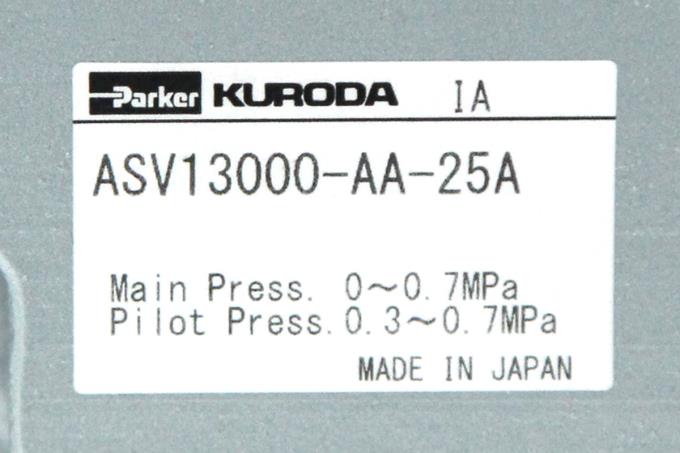 Parker KURODA IA
ASV13000-AA-25A
Main Press. 0～0.7MPa
Pilot Press.0.3～0.7MPa
MADE IN JAPAN